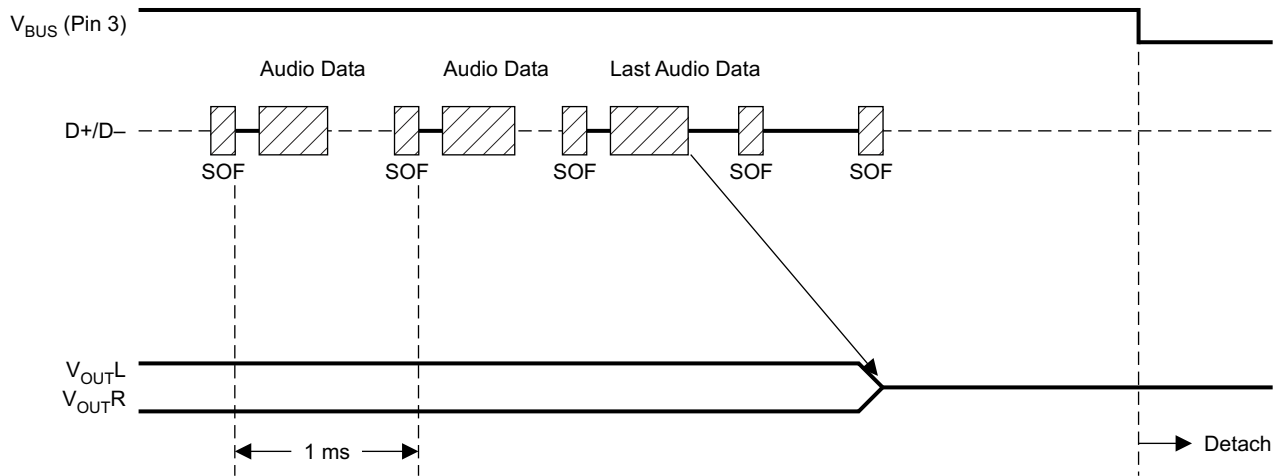 VBUS (Pin 3)
Audio Data
Audio Data
Last Audio Data
D+/D–
SOF
SOF
SOF
SOF
SOF
VOUTL
VOUTR
1 ms
Detach